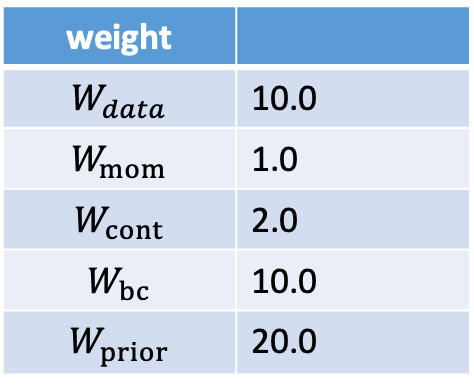 weight
W_data 10.0
W_mom 1.0
W_cont 2.0
W_bc 10.0
W_prior 20.0